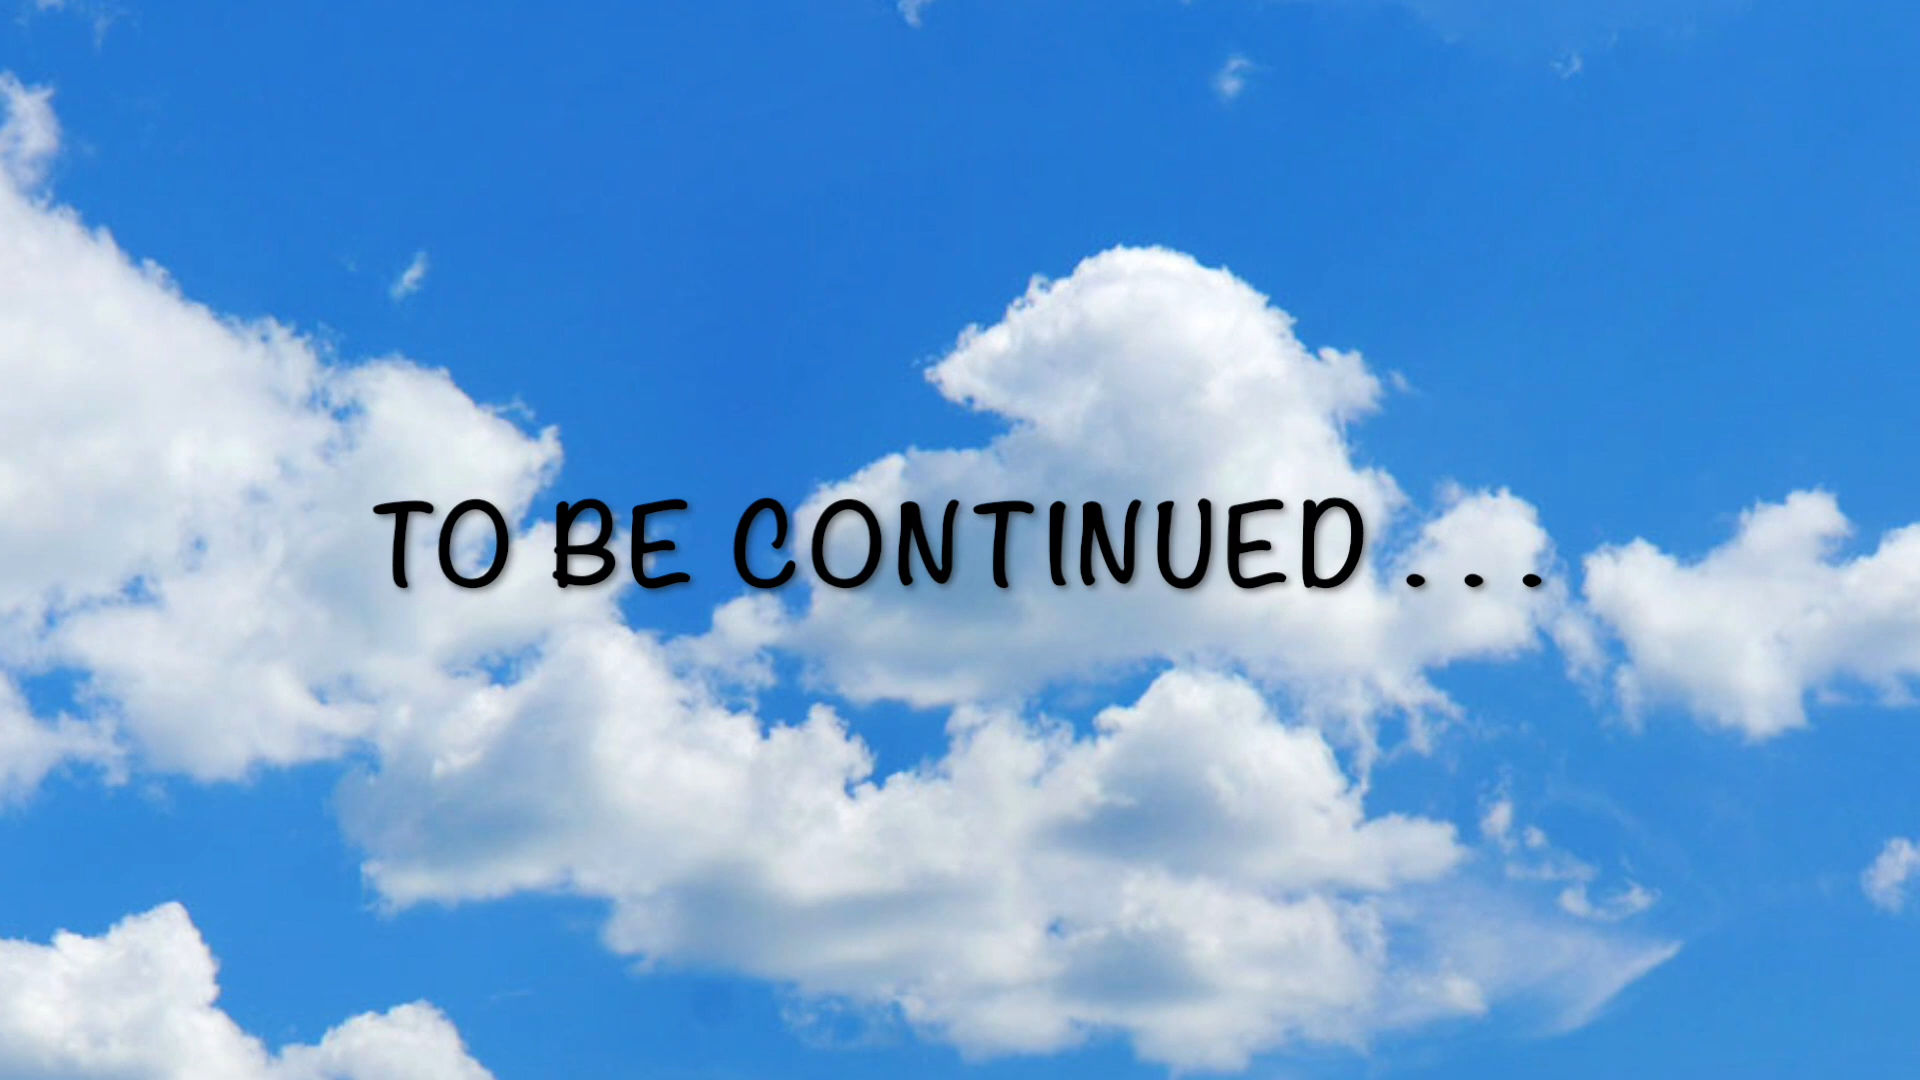 TO BE CONTINUED . . .